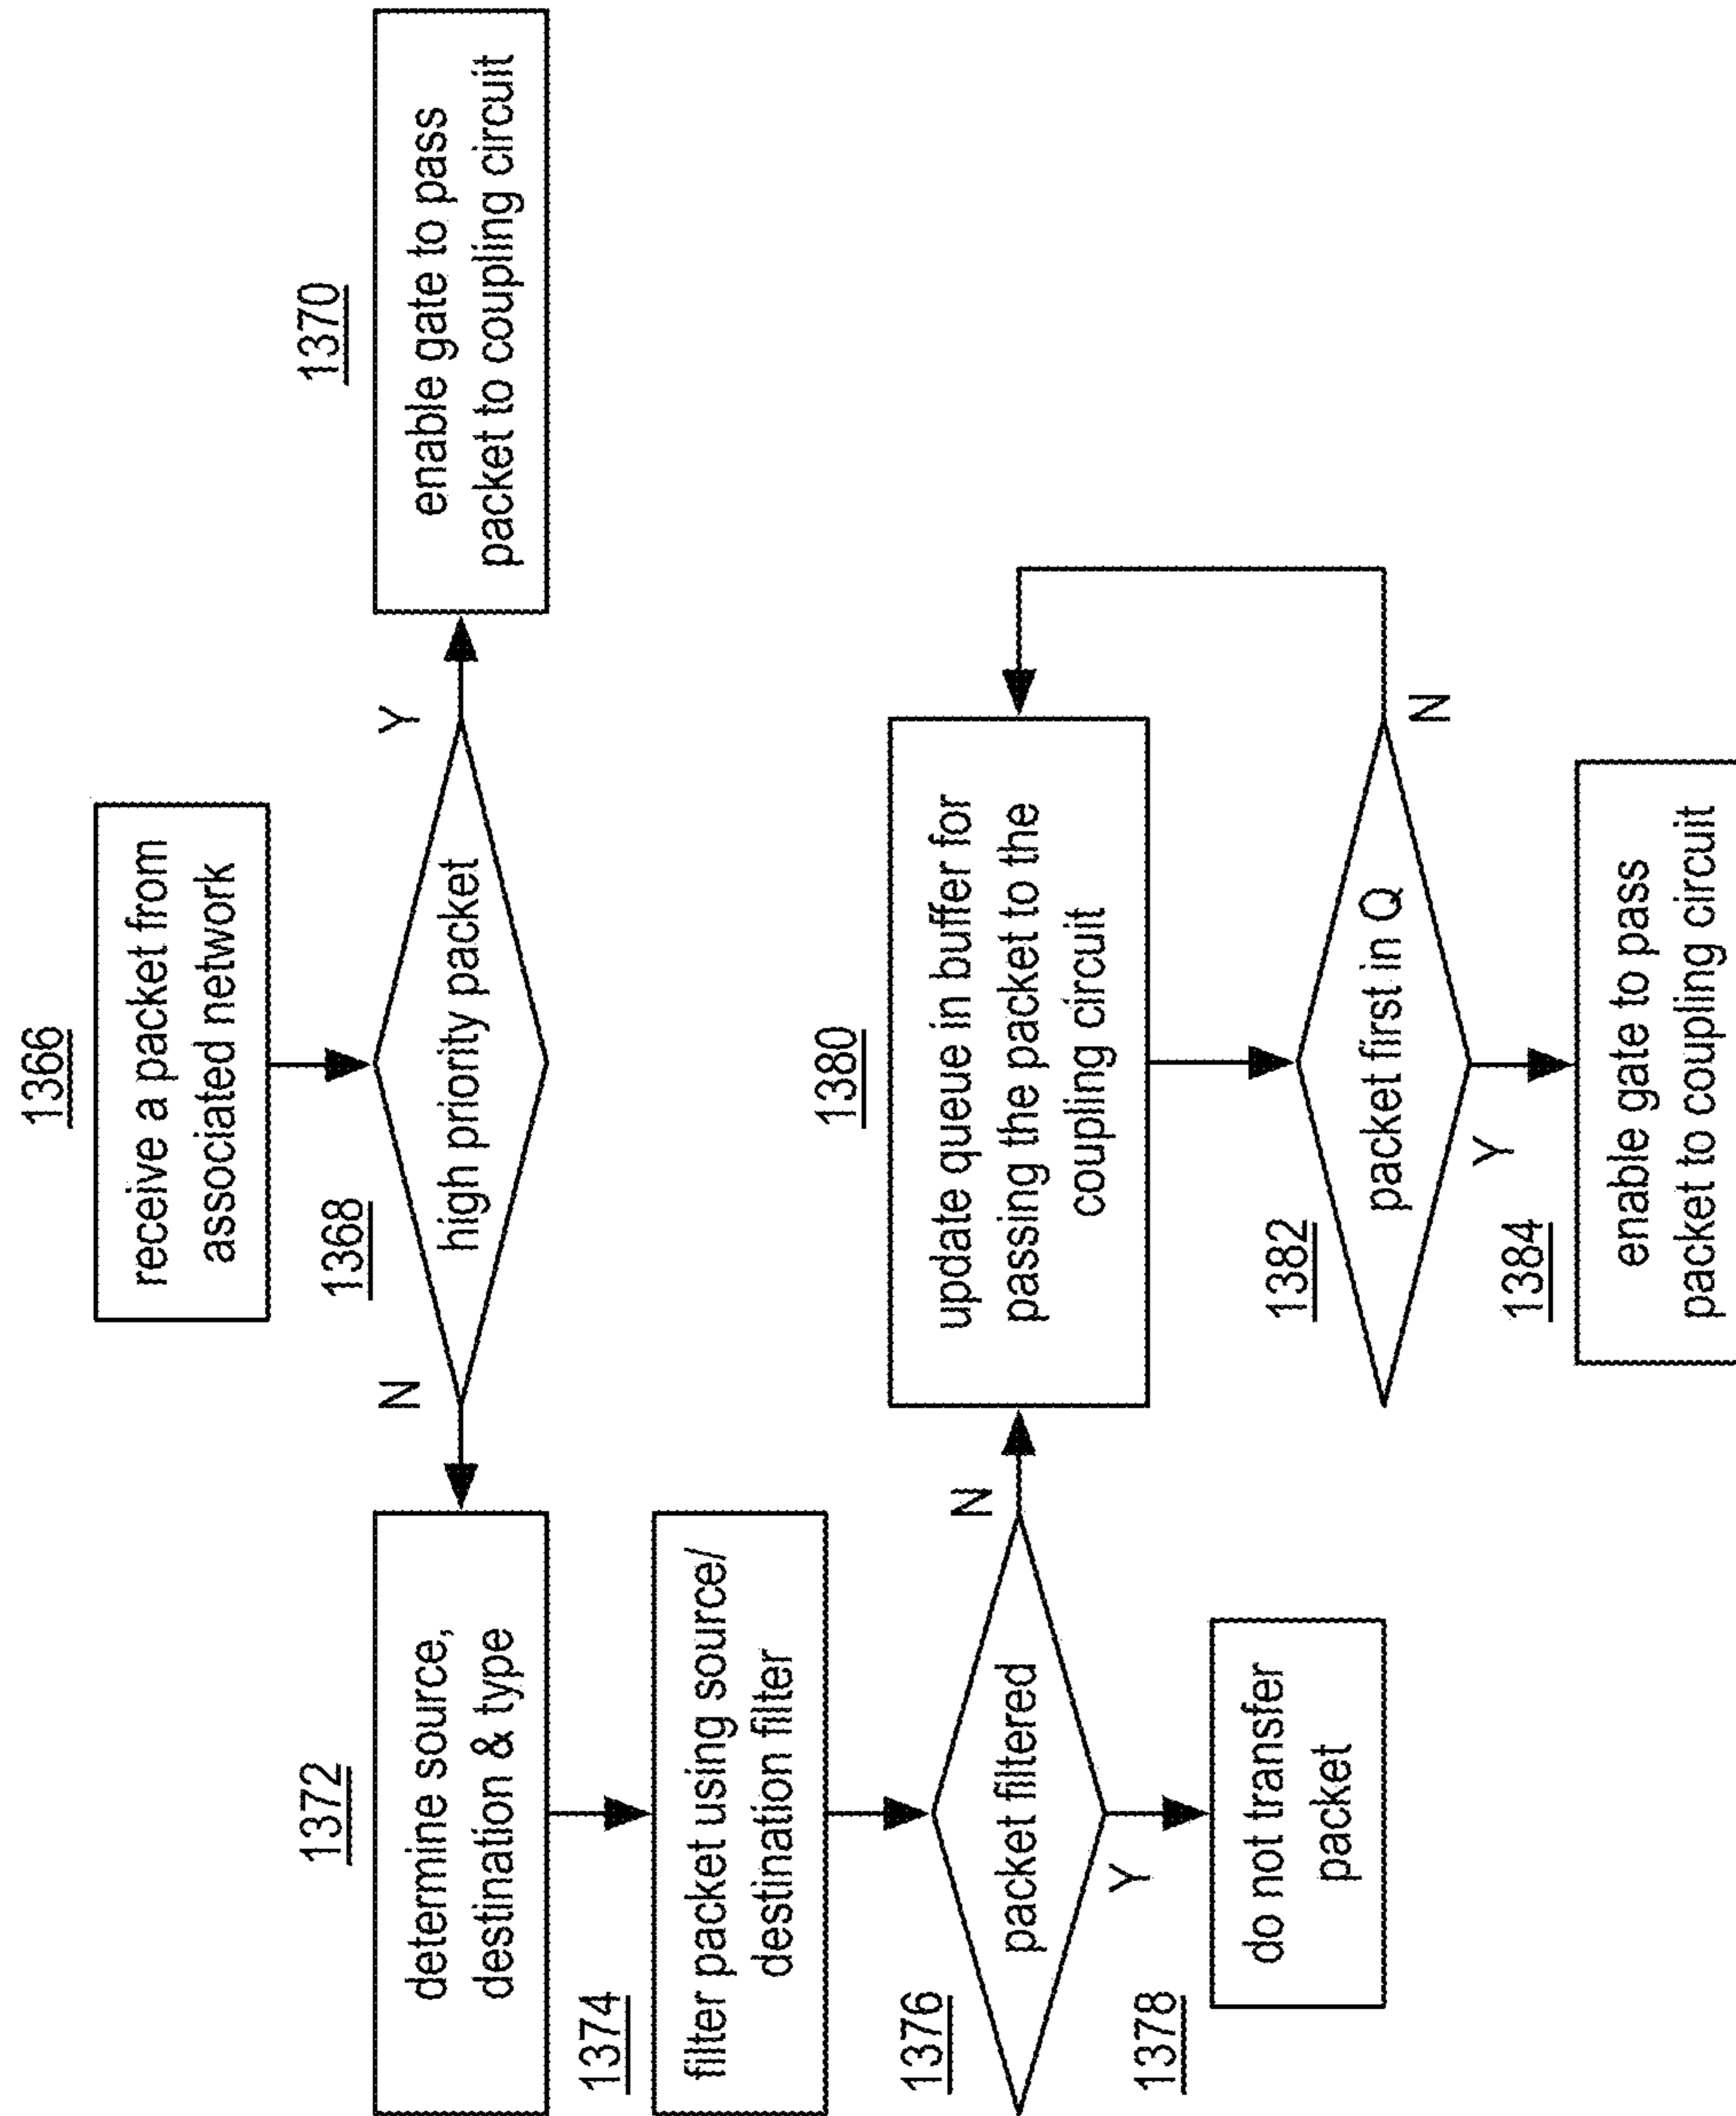 1366
receive a packet from
associated network
1368
high priority packet
Y
N
1370
enable gate to pass
packet to coupling circuit
1372
determine source,
destination & type
1374
filter packet using source/
destination filter
1376
packet filtered
N
Y
1378
do not transfer
packet
1380
update queue in buffer for
passing the packet to the
coupling circuit
1382
packet first in Q
N
Y
1384
enable gate to pass
packet to coupling circuit